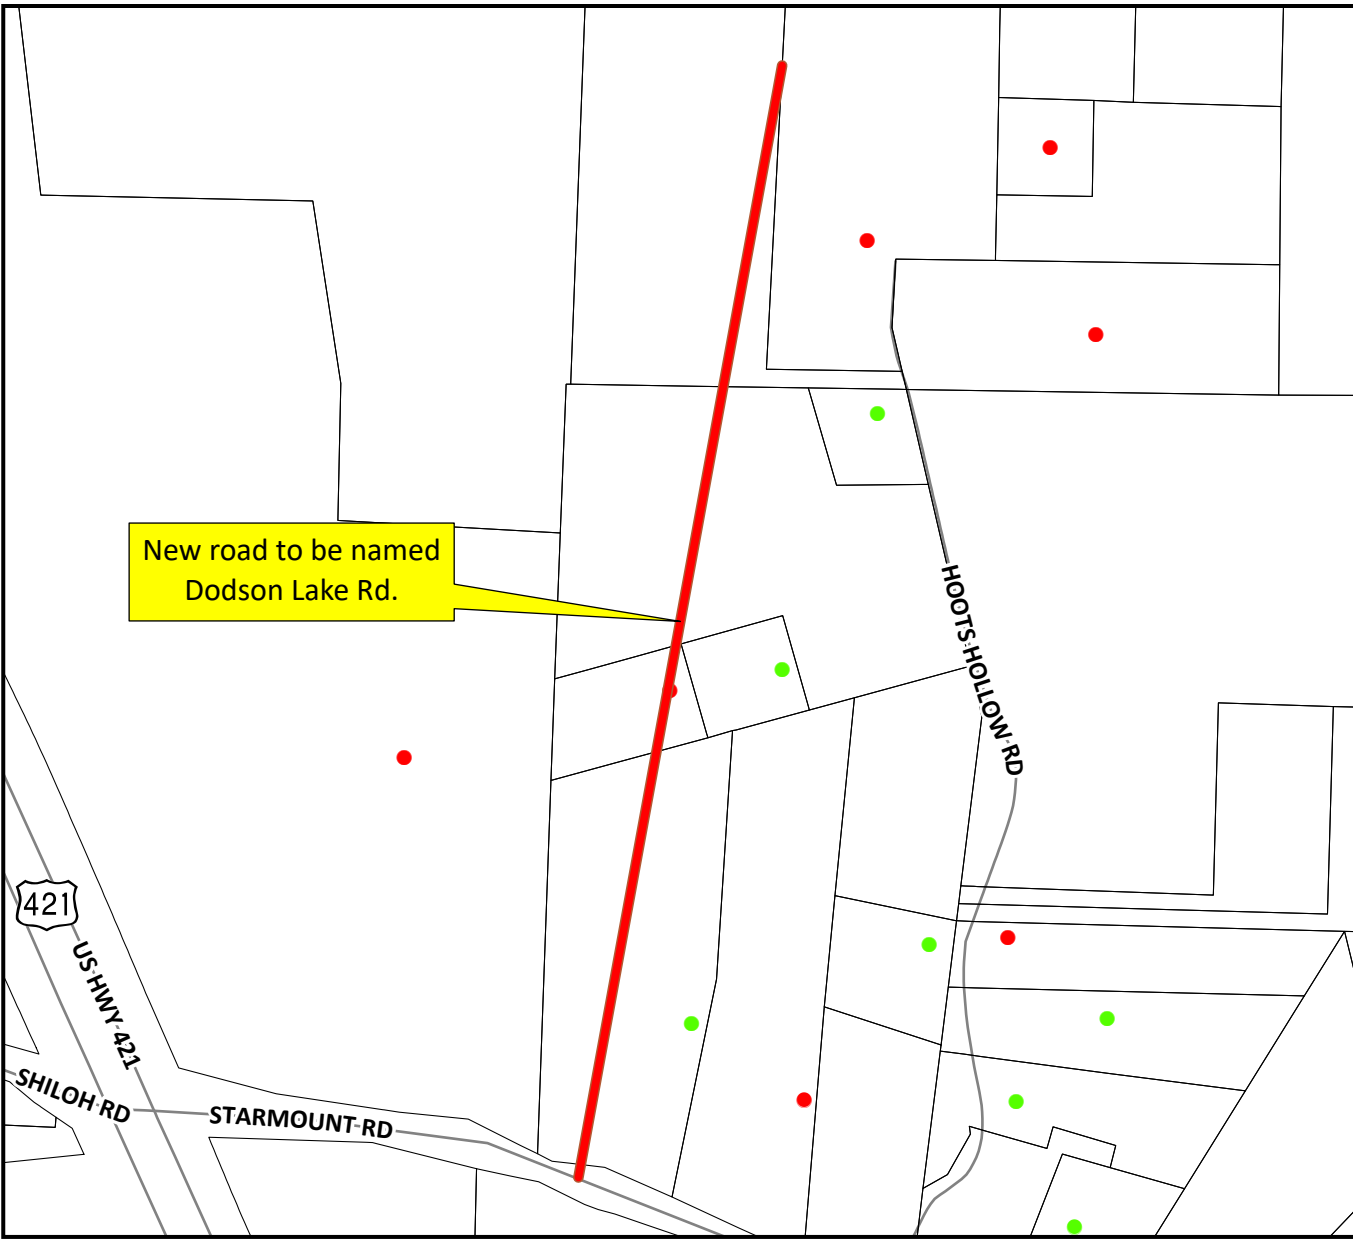 New road to be named
Dodson Lake Rd.
HOOTS HOLLOW RD
421
US HWY 421
SHILOH RD
STARMOUNT RD